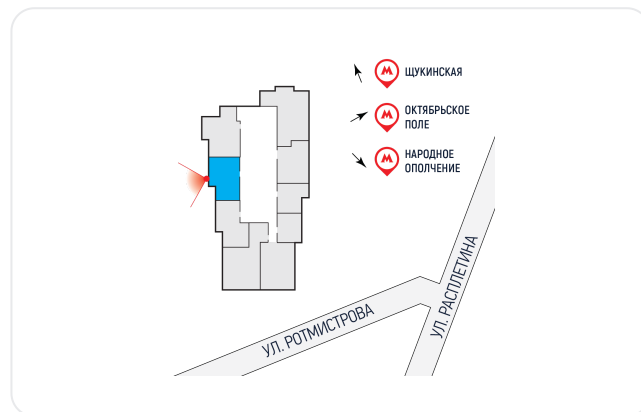 ЩУКИНСКАЯ
ОКТЯБРЬСКОЕ
ПОЛЕ
НАРОДНОЕ
ОПОЛЧЕНИЕ
УЛ. РОТМИСТРОВА
УЛ. РАСПЛЕТИНА